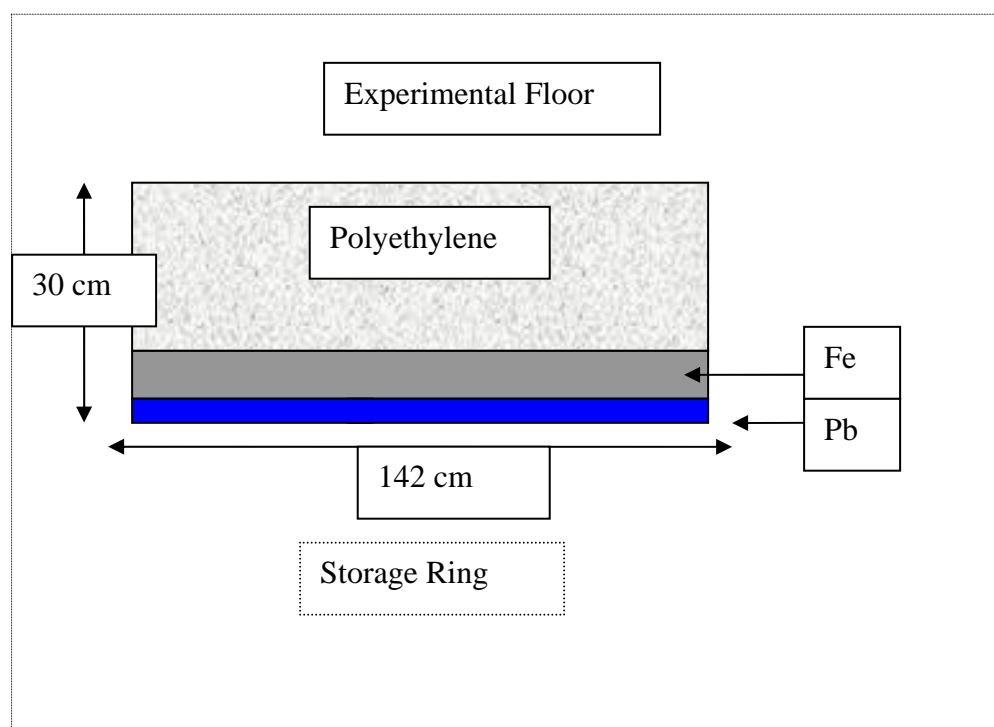 Experimental Floor
Polyethylene
30 cm
Fe
Pb
142 cm
Storage Ring